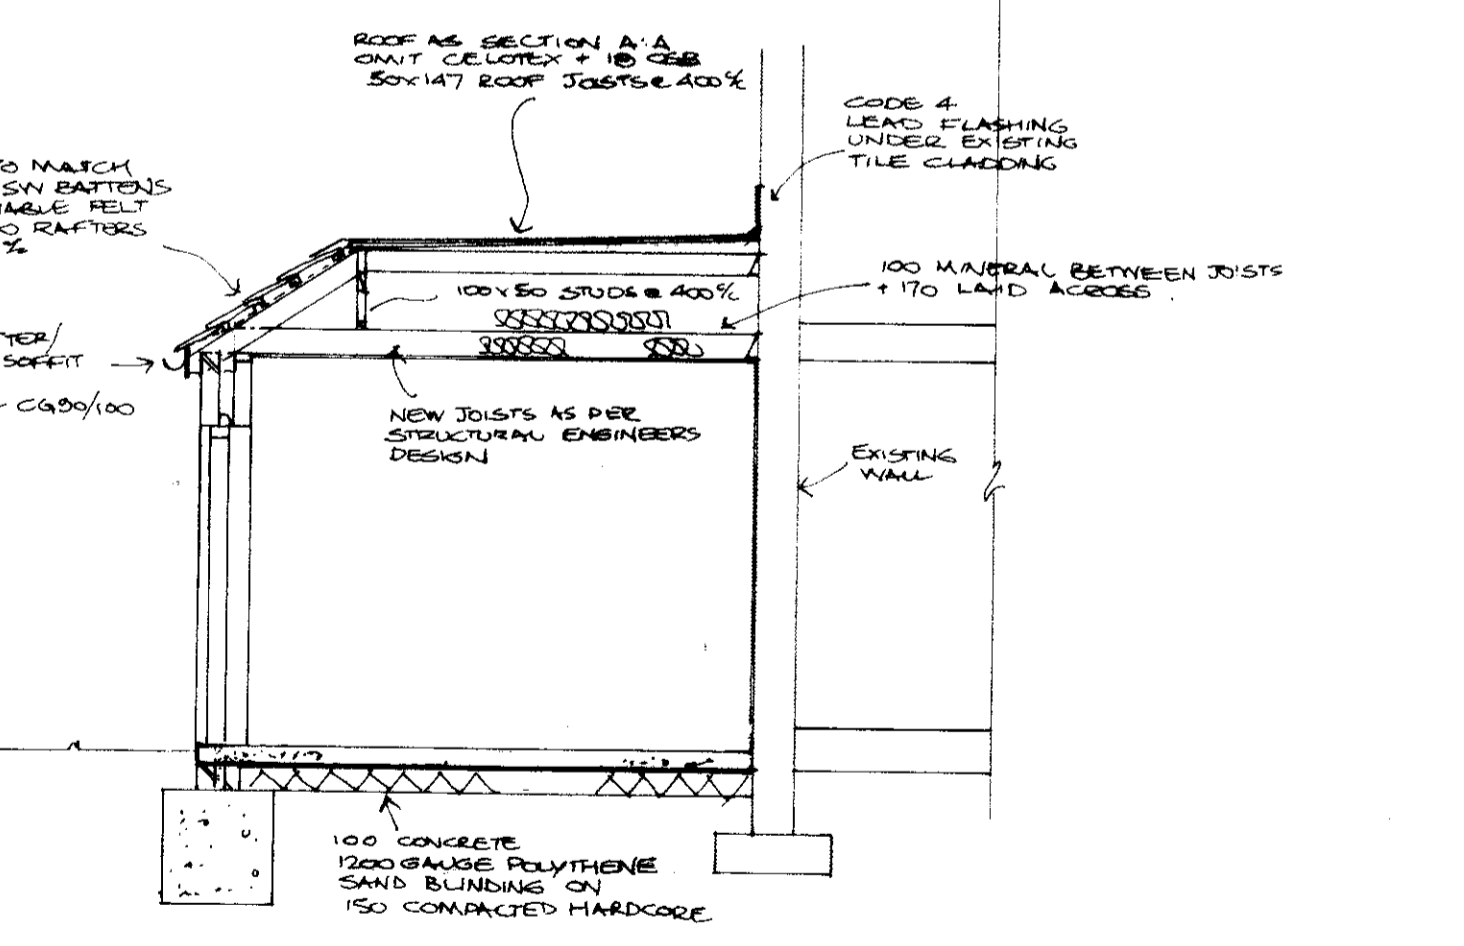 ROOF AS SECTION A:A
OMIT CELOTEX + 18 OSB
50x147 ROOF JOISTS @ 400 c/c
CODE 4
LEAD FLASHING
UNDER EXISTING
TILE CLADDING
TO MATCH
SW BATTENS
ABLE FELT
RAFTERS
100 MINERAL BETWEEN JOISTS
+ 170 LAID ACROSS
100 x 50 STUDS @ 400 c/c
TER/
SOFFIT
CG90/100
NEW JOISTS AS PER
STRUCTURAL ENGINEERS
DESIGN
EXISTING
WALL
100 CONCRETE
1200 GAUGE POLYTHENE
SAND BLINDING ON
150 COMPACTED HARDCORE